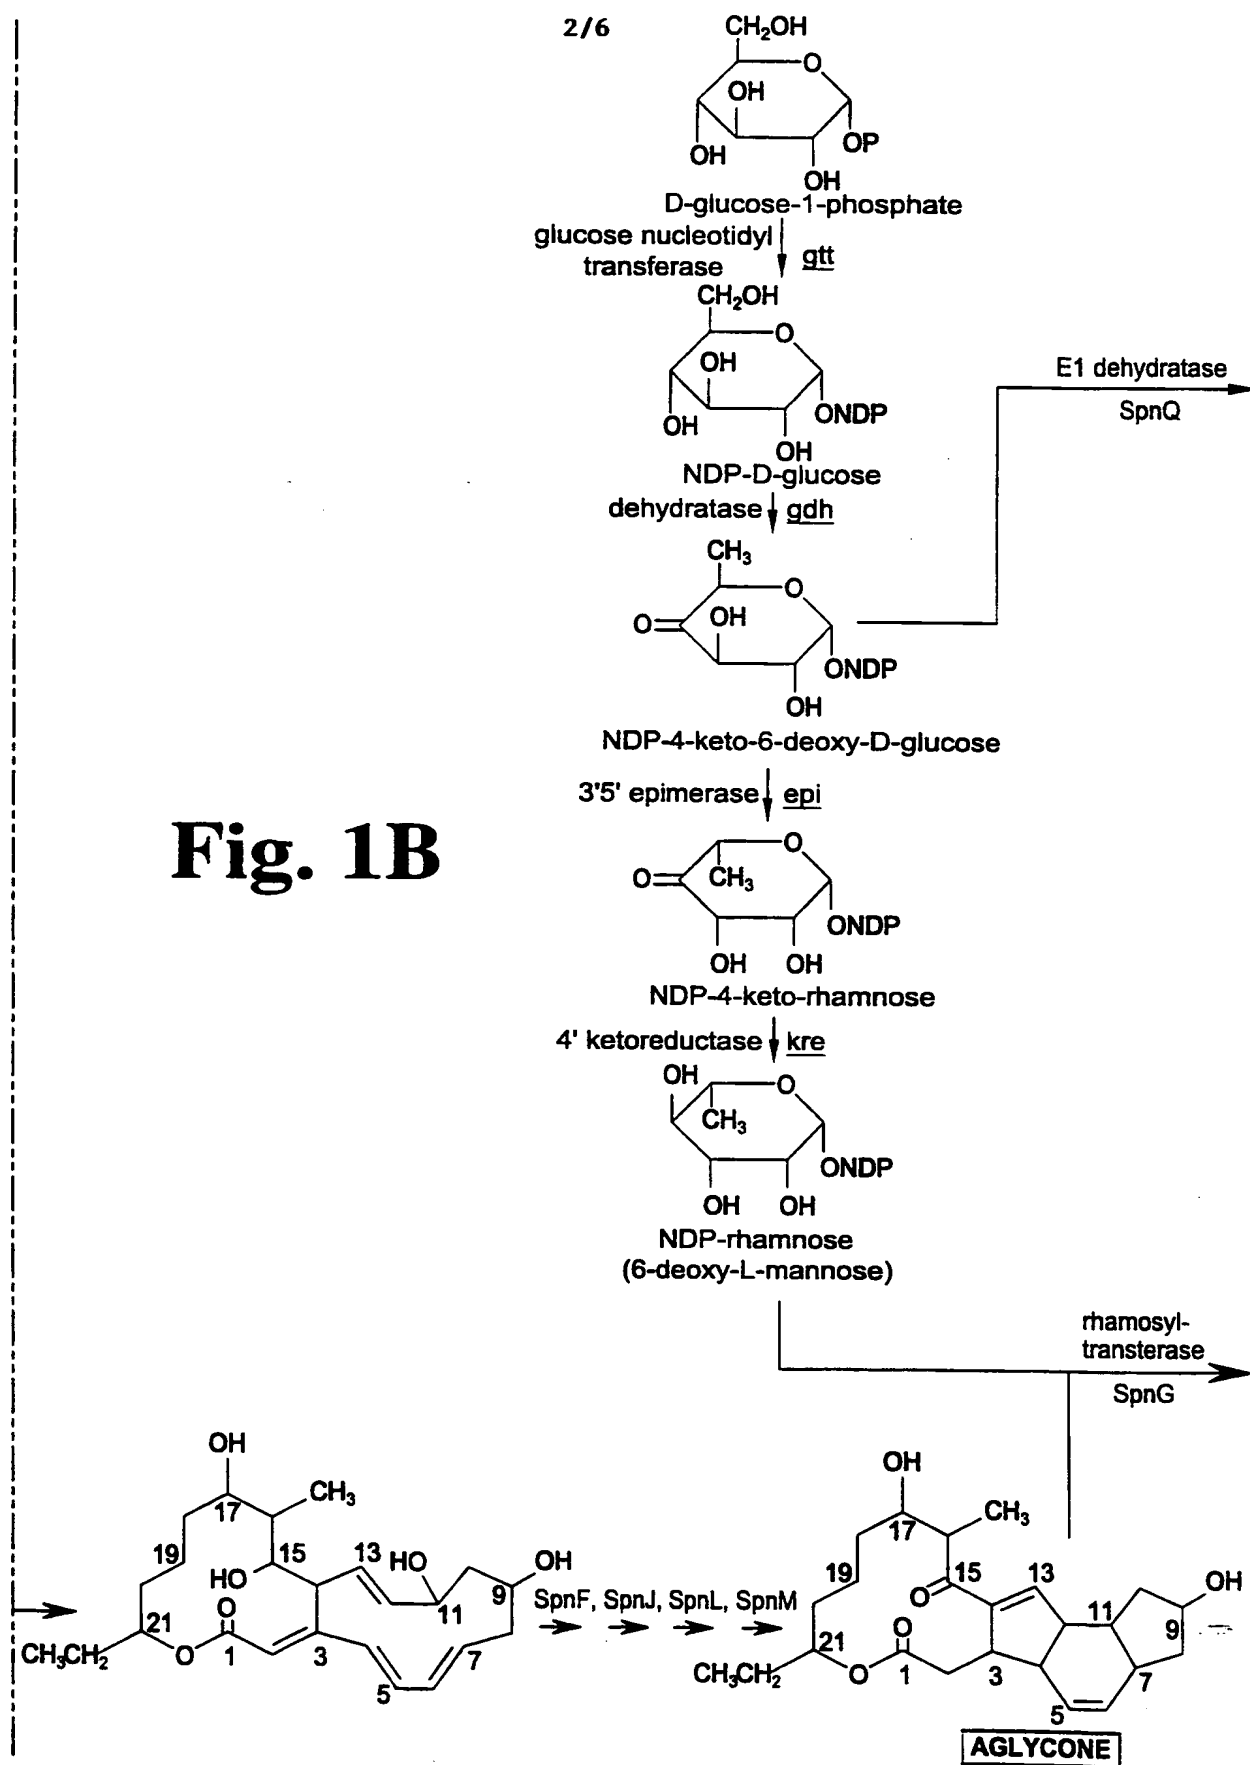 2/6
CH2OH
O
OH
OH
OP
OH
D-glucose-1-phosphate
glucose nucleotidyl
transferase
gtt
CH2OH
O
OH
OH
ONDP
OH
NDP-D-glucose
E1 dehydratase
SpnQ
dehydratase
gdh
CH3
O
O
OH
ONDP
OH
NDP-4-keto-6-deoxy-D-glucose
3'5' epimerase
epi
Fig. 1B
O
O
CH3
ONDP
OH OH
NDP-4-keto-rhamnose
4' ketoreductase
kre
OH
O
CH3
ONDP
OH OH
NDP-rhamnose
(6-deoxy-L-mannose)
rhamosyl-
transterase
SpnG
OH
CH3
17
19
HO
15
13
HO
OH
9
11
O
21
CH3CH2
O
1
3
5
7
SpnF, SpnJ, SpnL, SpnM
OH
CH3
17
19
15
O
13
11
OH
9
21
O
CH3CH2
O
1
3
5
7
AGLYCONE